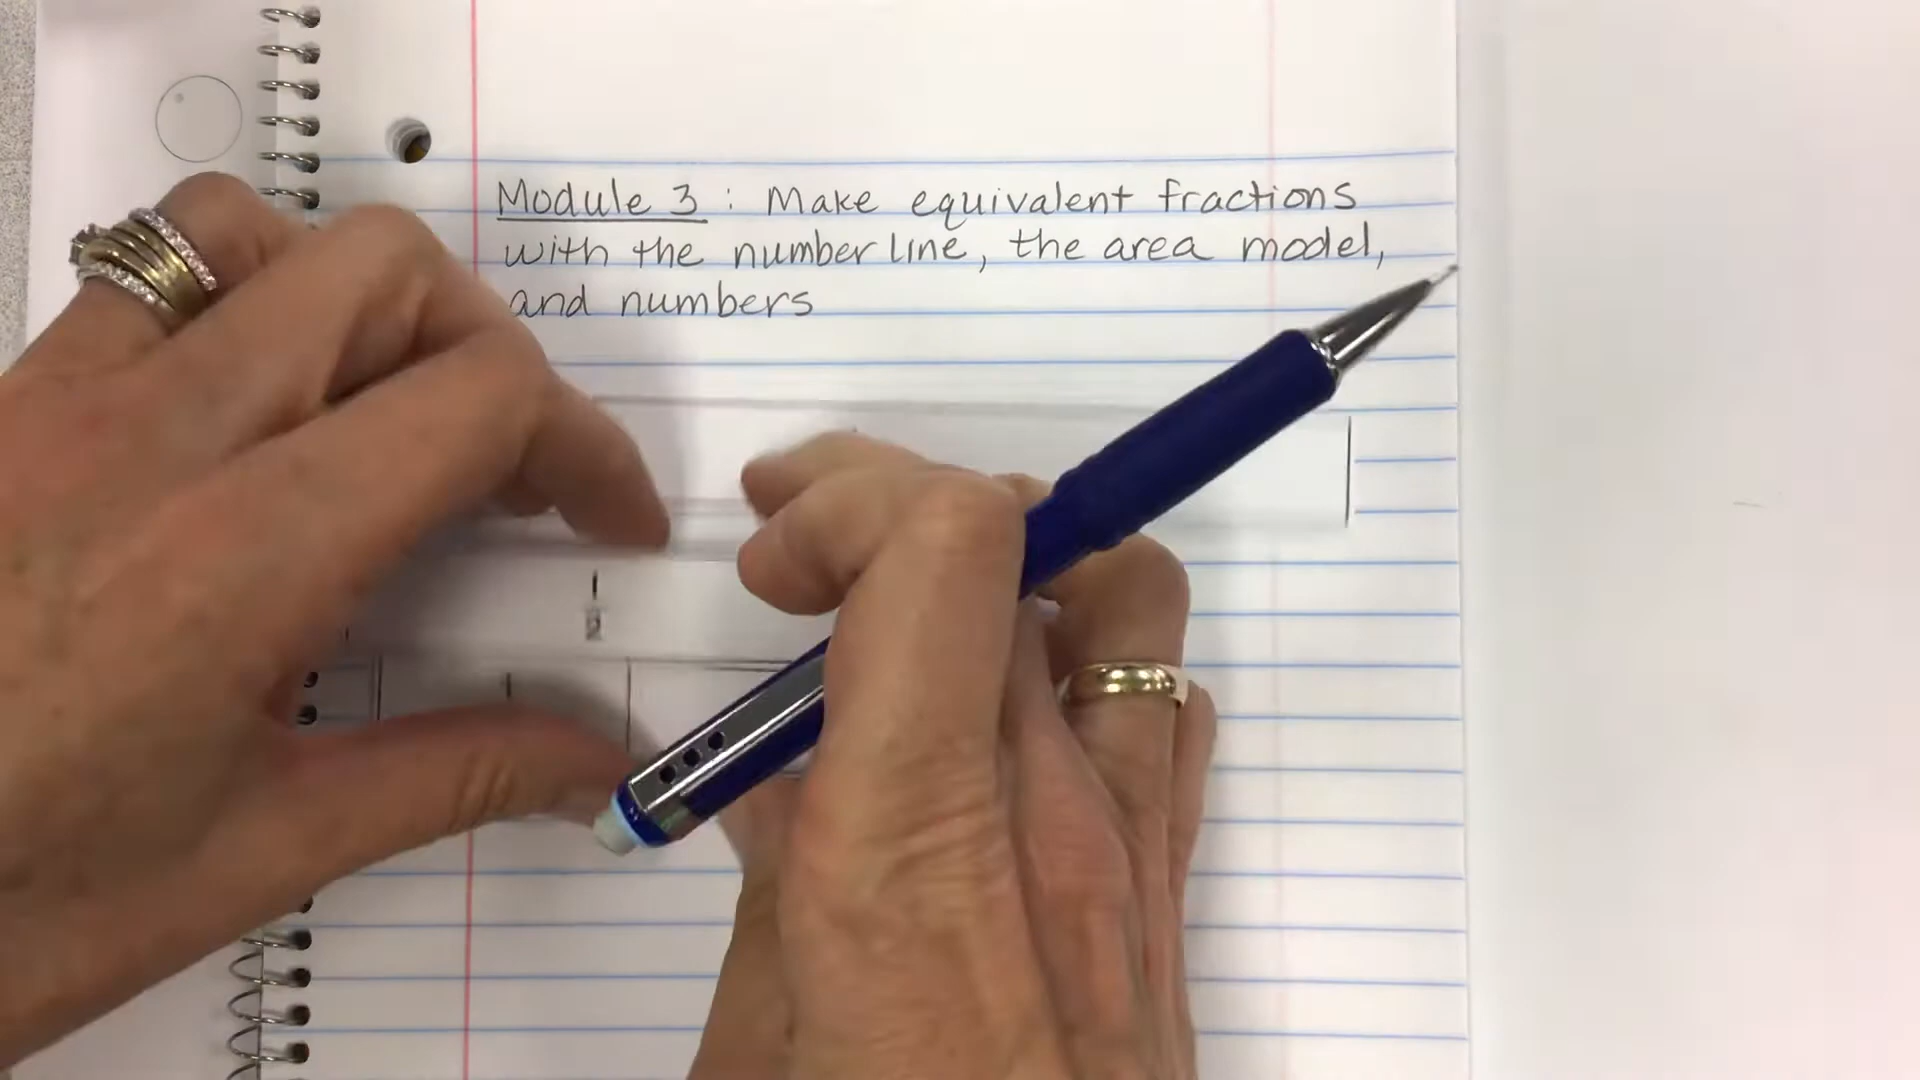 Module 3 : Make equivalent fractions
with the number line, the area model,
and numbers